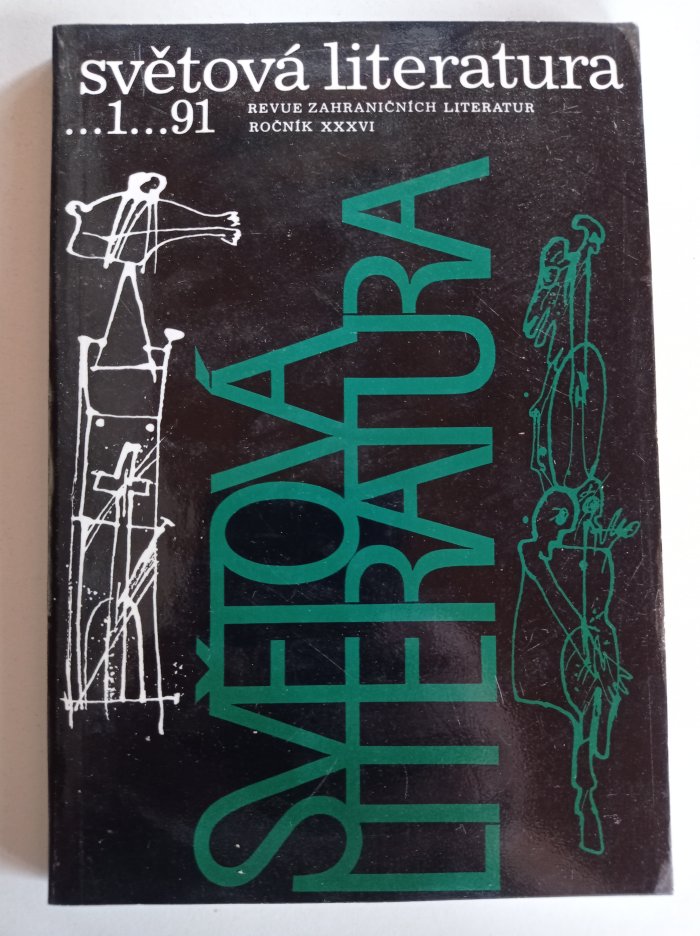 světová literatura
...1...91
REVUE ZAHRANIČNÍCH LITERATUR
ROČNÍK XXXVI
SVĚTOVÁ
LITERATURA